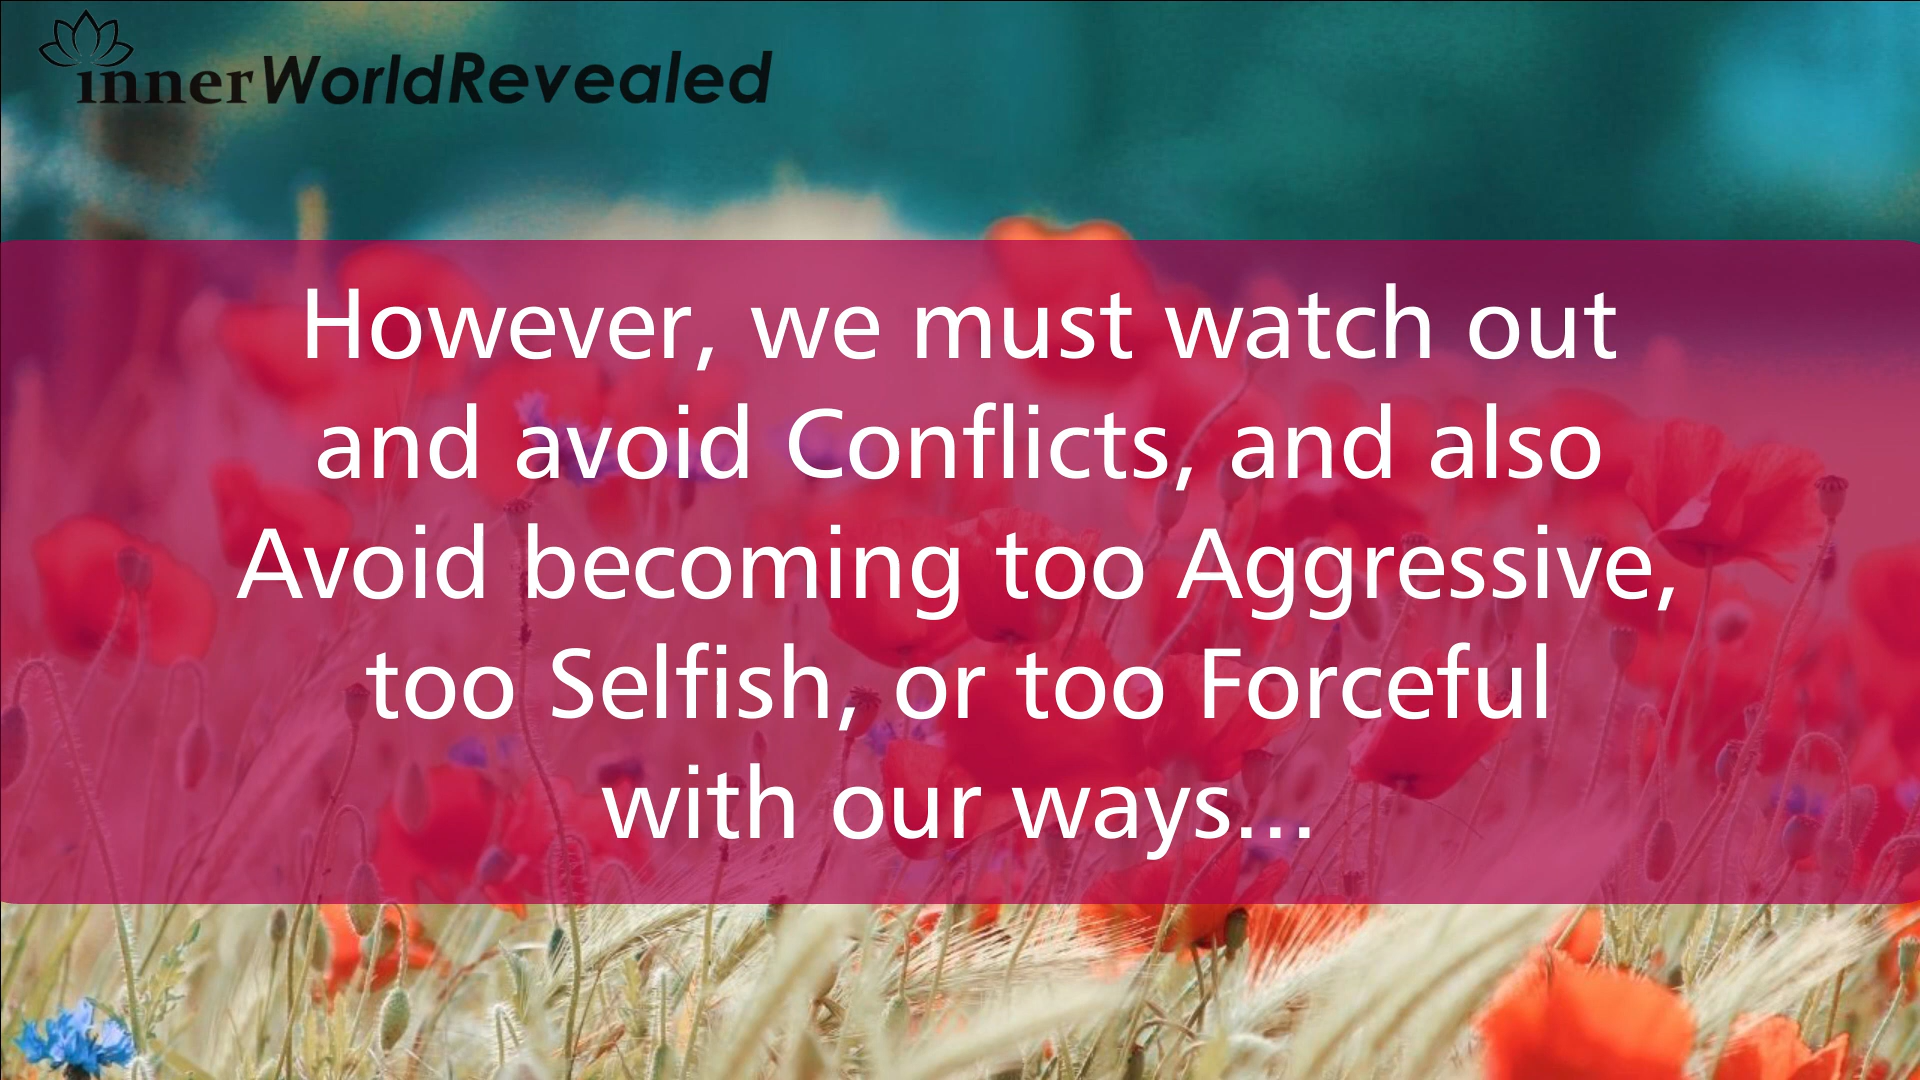 innerWorldRevealed
However, we must watch out
and avoid Conflicts, and also
Avoid becoming too Aggressive,
too Selfish, or too Forceful
with our ways...